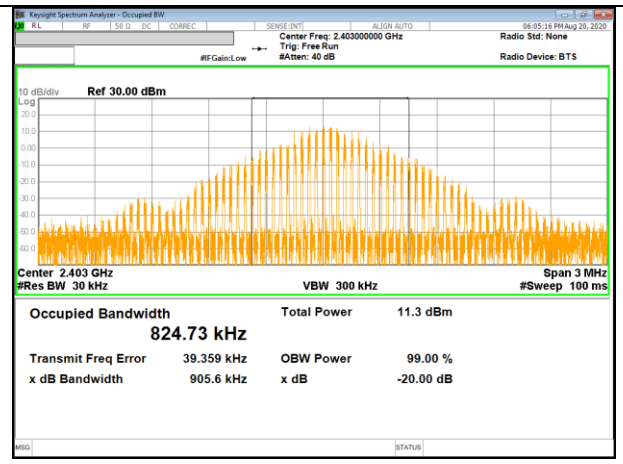 Keysight Spectrum Analyzer - Occupied BW
RL RF 50 Ω DC CORREC SENSE:INT ALIGN AUTO 06:05:16 PM Aug 20, 2020
Center Freq: 2.403000000 GHz Radio Std: None
Trig: Free Run
#IFGain:Low #Atten: 40 dB Radio Device: BTS
10 dB/div Ref 30.00 dBm
Log
20.0
10.0
0.00
-10.0
-20.0
-30.0
-40.0
-50.0
-60.0
Center 2.403 GHz Span 3 MHz
#Res BW 30 kHz VBW 300 kHz #Sweep 100 ms
Occupied Bandwidth Total Power 11.3 dBm
824.73 kHz
Transmit Freq Error 39.359 kHz OBW Power 99.00 %
x dB Bandwidth 905.6 kHz x dB -20.00 dB
MSG STATUS